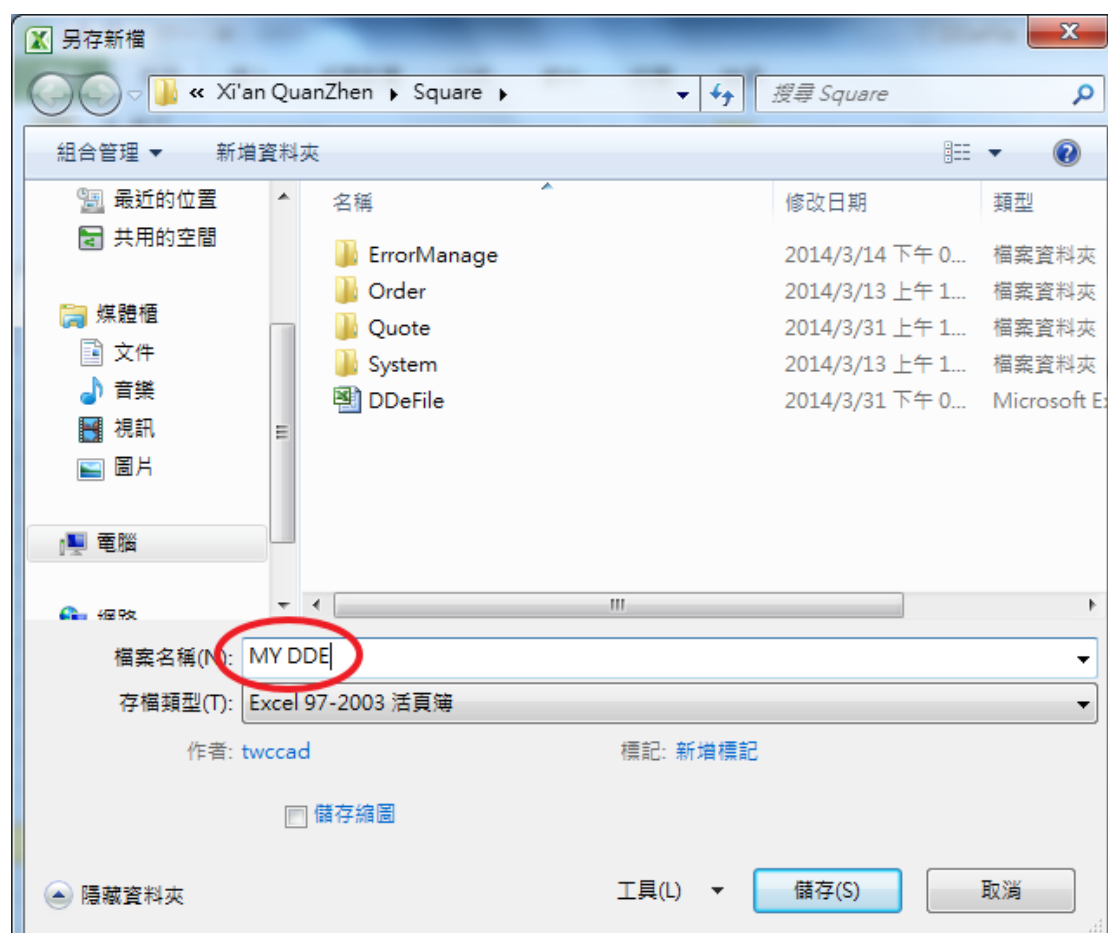 另存新檔
« Xi'an QuanZhen ▸ Square ▸
搜尋 Square
組合管理 新增資料夾
名稱 修改日期 類型
最近的位置
共用的空間
媒體櫃
文件
音樂
視訊
圖片
電腦
網路
ErrorManage 2014/3/14 下午 0... 檔案資料夾
Order 2014/3/13 上午 1... 檔案資料夾
Quote 2014/3/31 上午 1... 檔案資料夾
System 2014/3/13 上午 1... 檔案資料夾
DDeFile 2014/3/31 下午 0... Microsoft E
檔案名稱(N): MY DDE
存檔類型(T): Excel 97-2003 活頁簿
作者: twccad 標記: 新增標記
儲存縮圖
隱藏資料夾 工具(L) 儲存(S) 取消